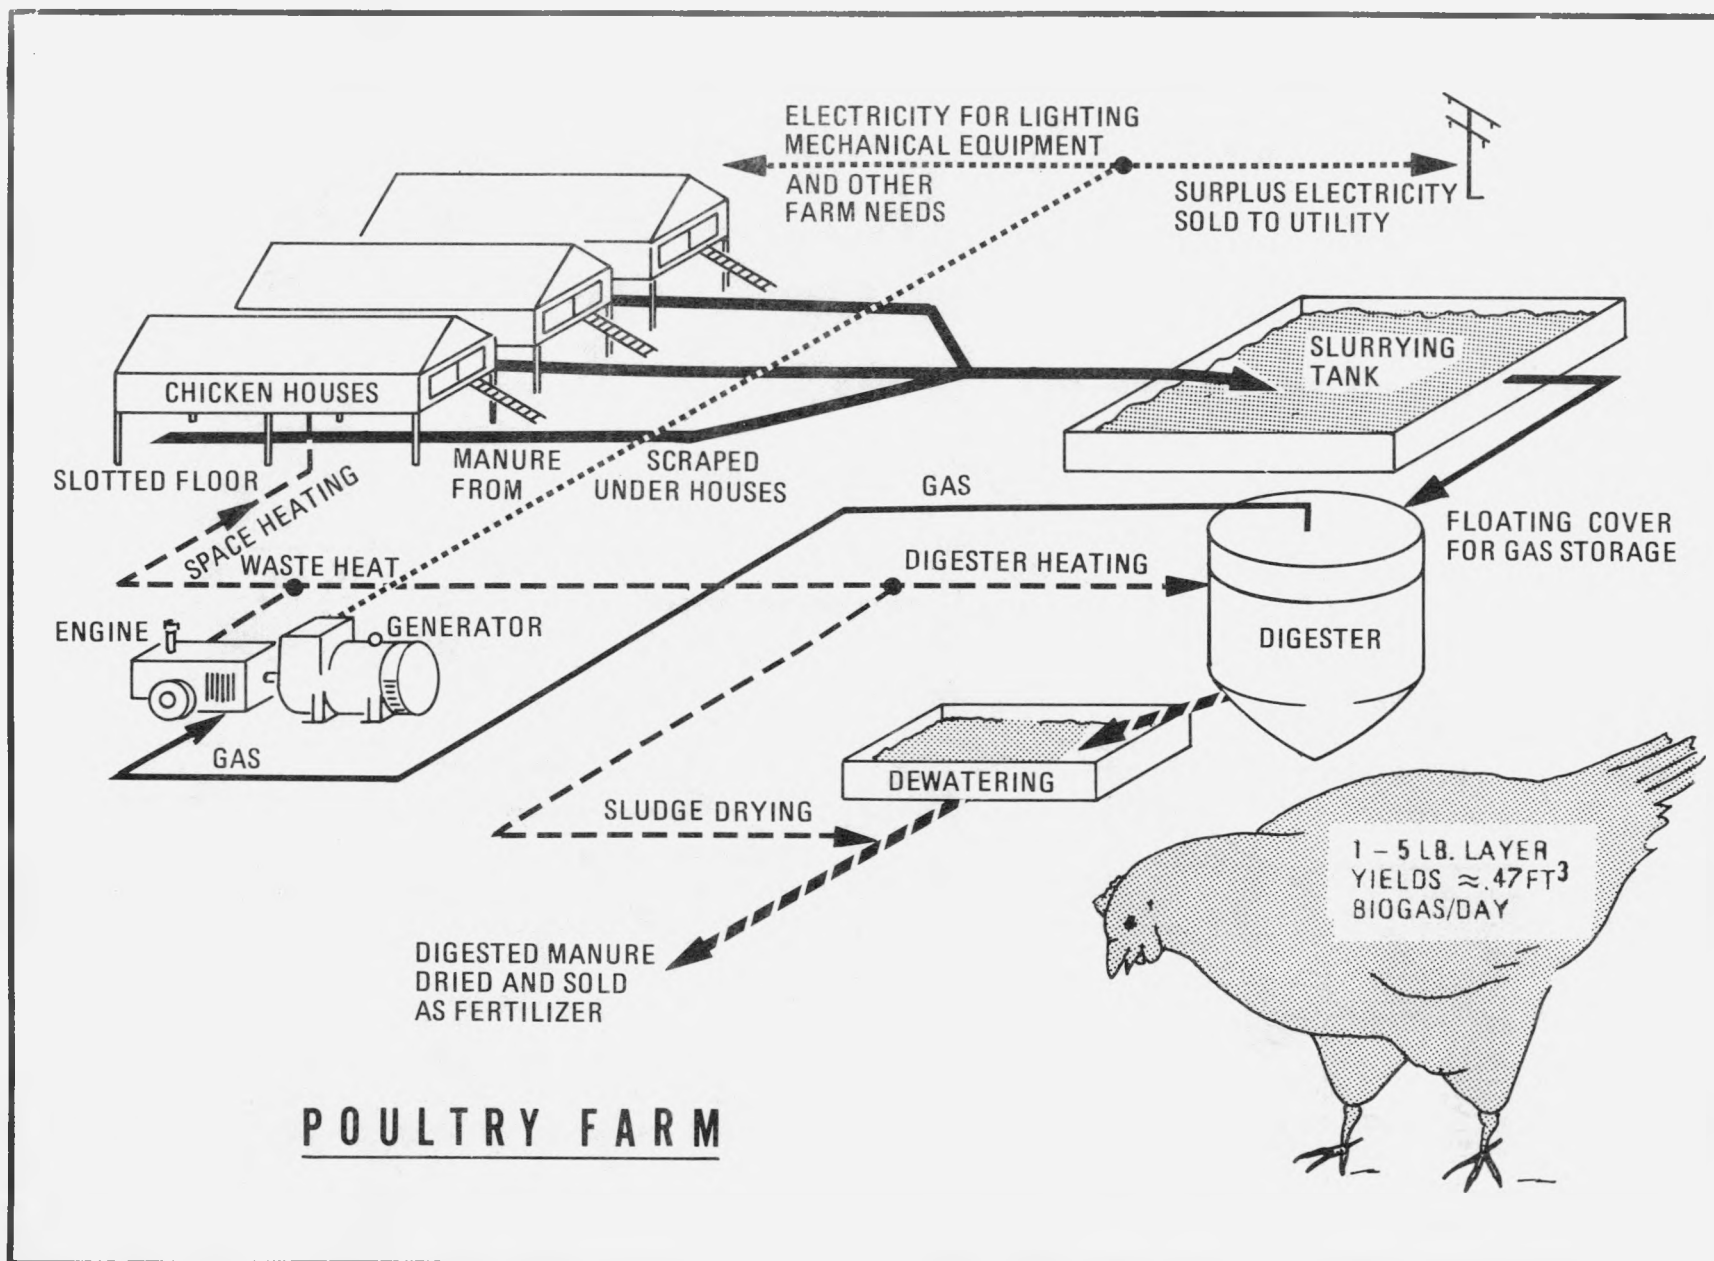 ELECTRICITY FOR LIGHTING
MECHANICAL EQUIPMENT
AND OTHER
FARM NEEDS
SURPLUS ELECTRICITY
SOLD TO UTILITY
SLURRYING
TANK
CHICKEN HOUSES
SLOTTED FLOOR
MANURE
FROM
SCRAPED
UNDER HOUSES
GAS
FLOATING COVER
FOR GAS STORAGE
SPACE HEATING
WASTE HEAT
DIGESTER HEATING
ENGINE
GENERATOR
DIGESTER
GAS
DEWATERING
SLUDGE DRYING
1 – 5 LB. LAYER
YIELDS ≈.47FT³
BIOGAS/DAY
DIGESTED MANURE
DRIED AND SOLD
AS FERTILIZER
POULTRY FARM